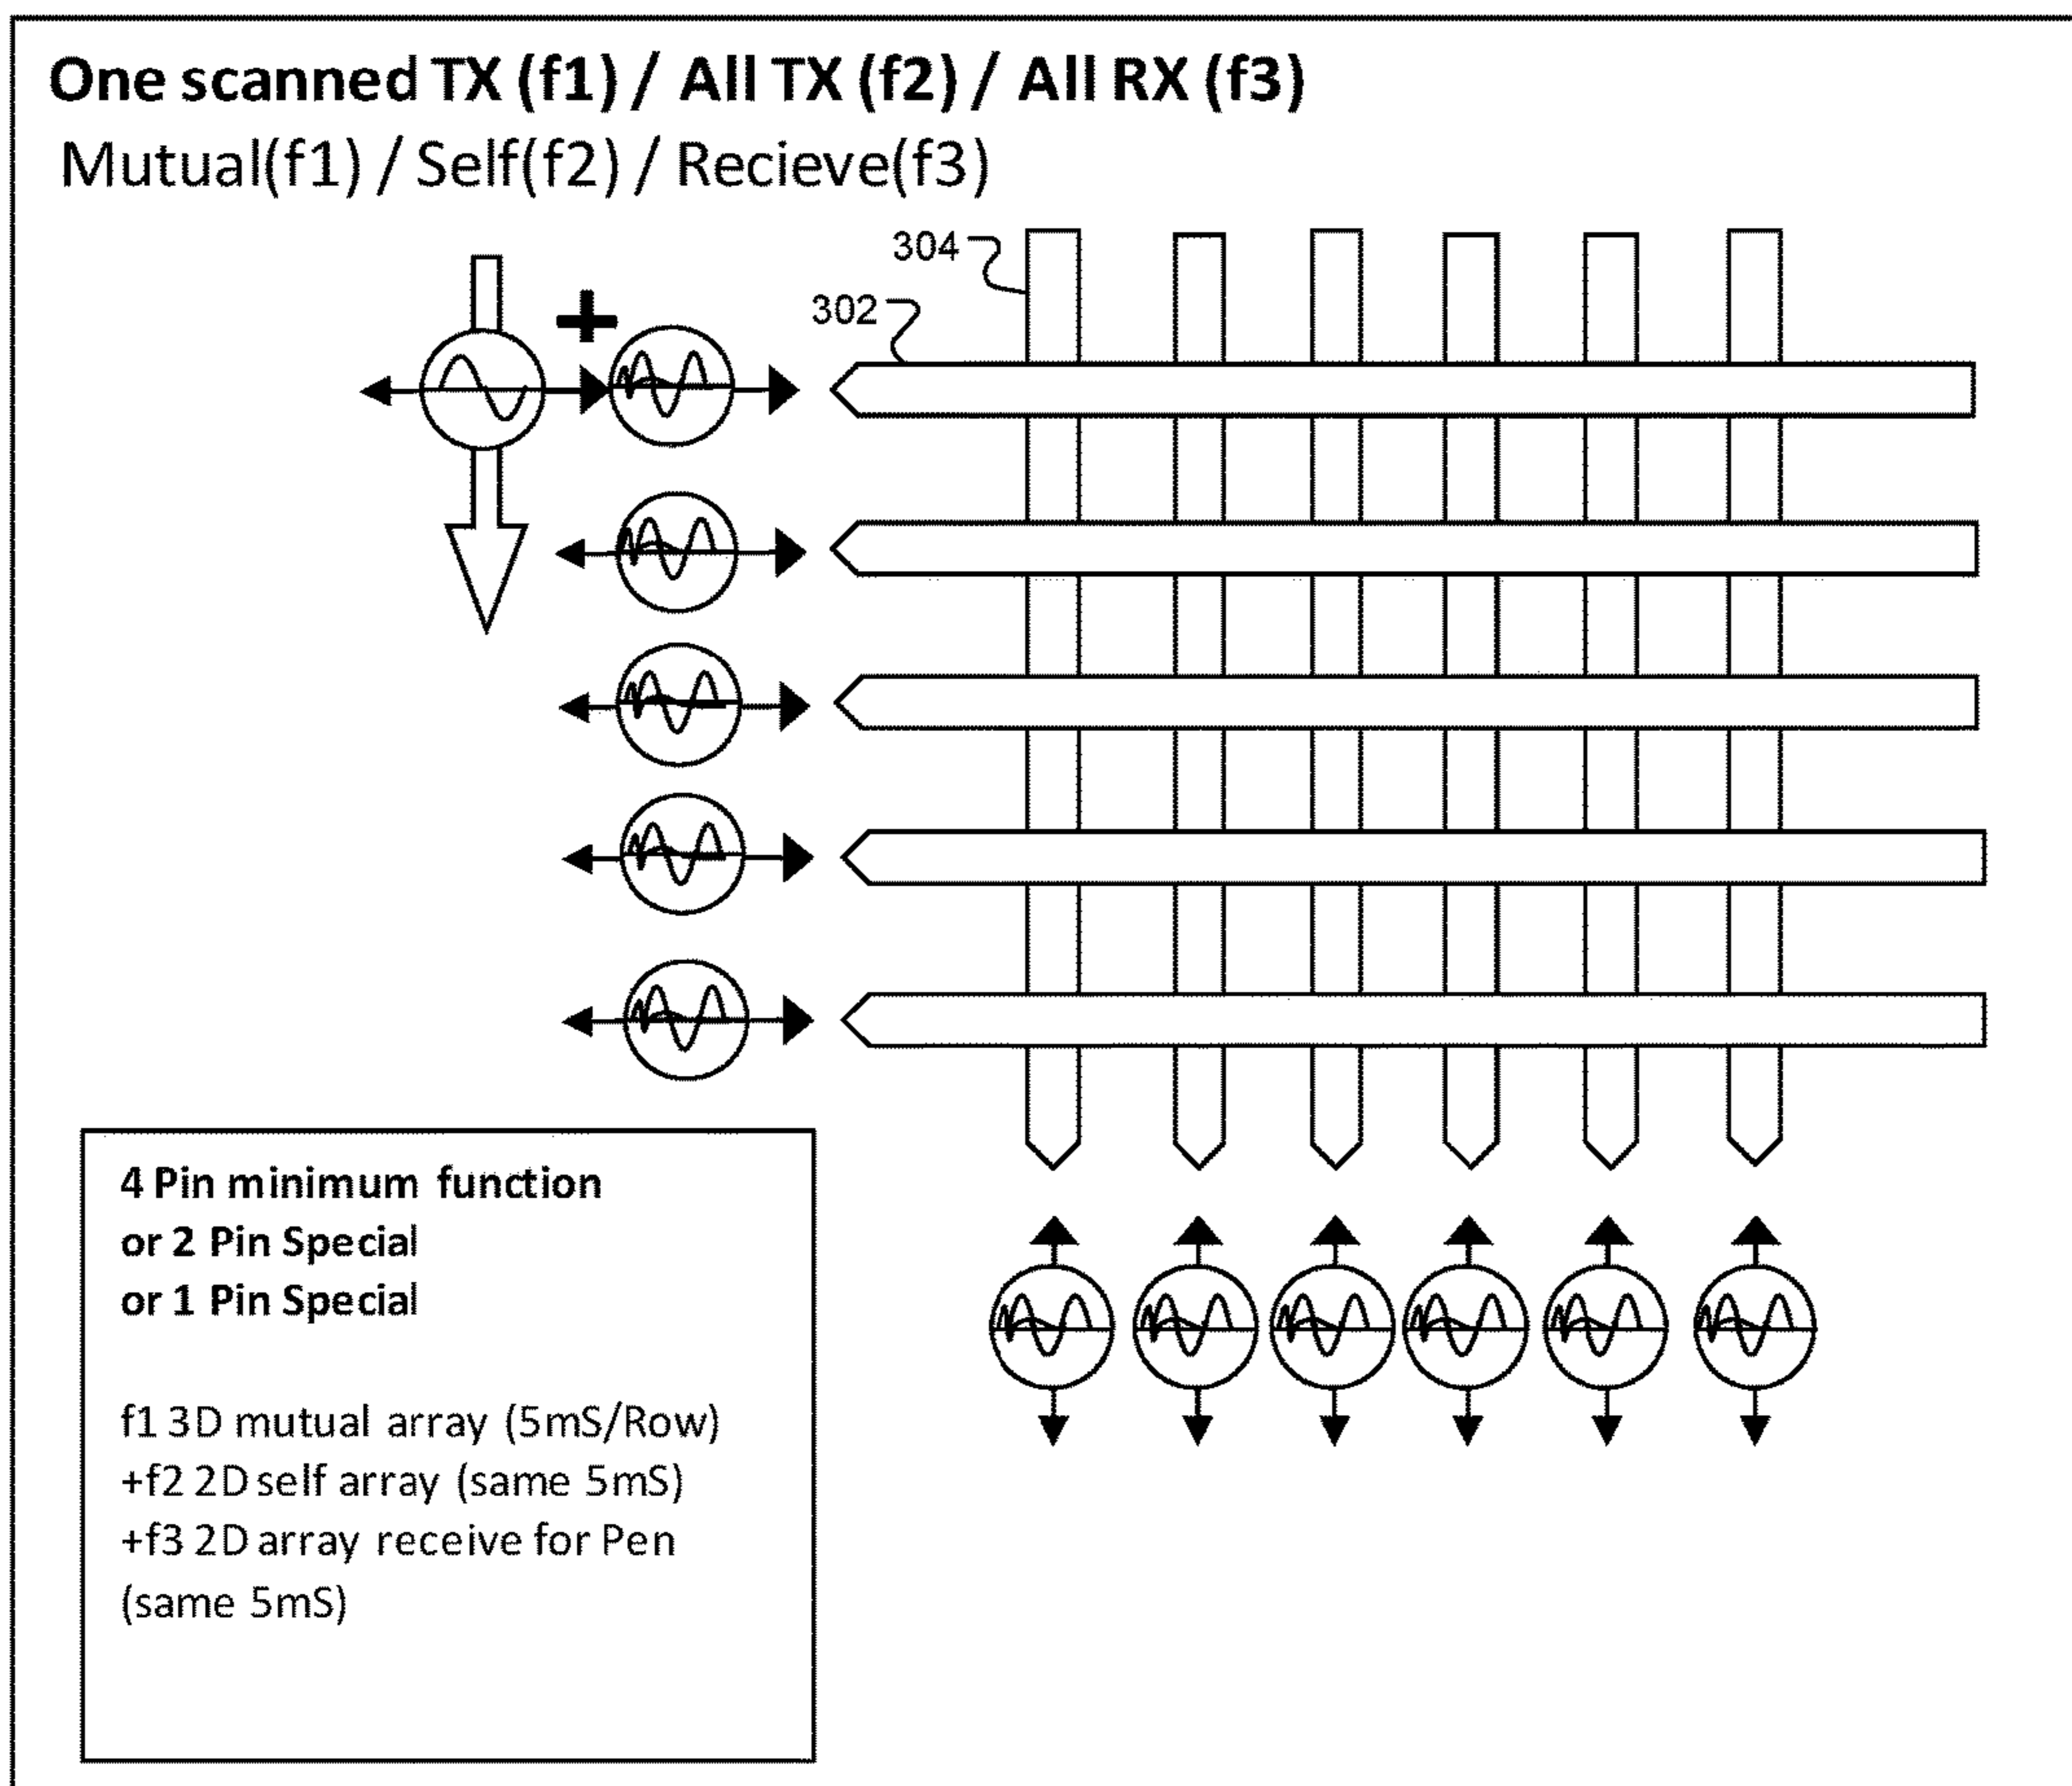 One scanned TX (f1) / All TX (f2) / All RX (f3)
Mutual(f1) / Self(f2) / Recieve(f3)
304
302
4 Pin minimum function
or 2 Pin Special
or 1 Pin Special
f1 3D mutual array (5mS/Row)
+f2 2D self array (same 5mS)
+f3 2D array receive for Pen
(same 5mS)